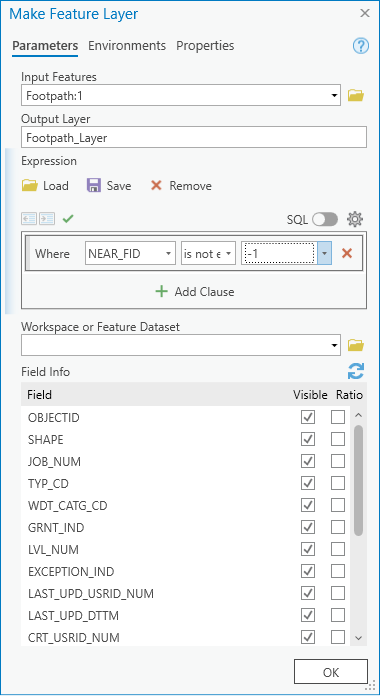 Make Feature Layer
Parameters Environments Properties
Input Features
Footpath:1
Output Layer
Footpath_Layer
Expression
Load Save Remove
SQL
Where NEAR_FID is not e -1
Add Clause
Workspace or Feature Dataset
Field Info
Field Visible Ratio
OBJECTID
SHAPE
JOB_NUM
TYP_CD
WDT_CATG_CD
GRNT_IND
LVL_NUM
EXCEPTION_IND
LAST_UPD_USRID_NUM
LAST_UPD_DTTM
CRT_USRID_NUM
OK